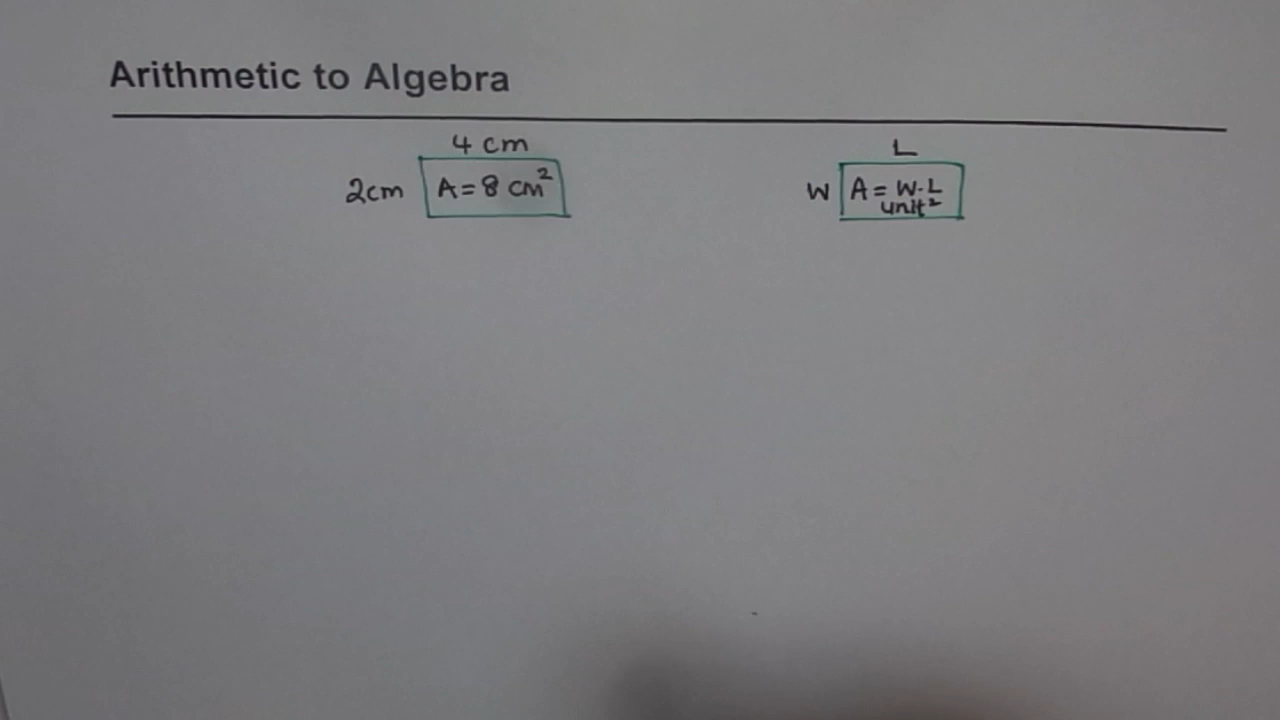 Arithmetic to Algebra
4 cm
2cm
A = 8 cm²
L
W
A = W.L
unit²